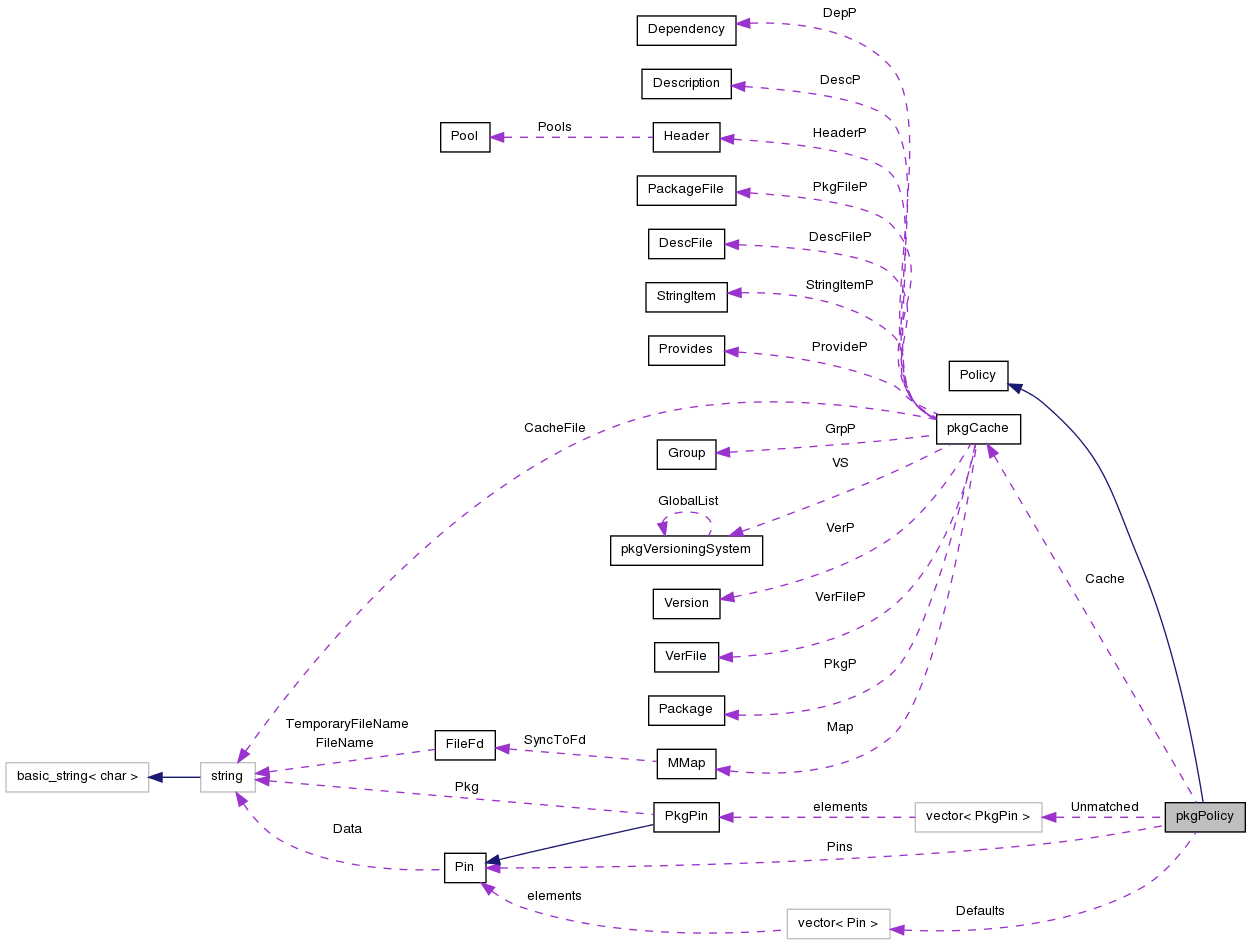 DepP
Dependency
DescP
Description
HeaderP
Pools
Pool
Header
PkgFileP
PackageFile
DescFileP
DescFile
StringItemP
StringItem
ProvideP
Provides
Policy
CacheFile
GrpP
pkgCache
Group
VS
GlobalList
pkgVersioningSystem
VerP
Cache
VerFileP
Version
VerFile
PkgP
Package
TemporaryFileName
FileName
Map
SyncToFd
FileFd
MMap
basic_string< char >
string
Pkg
elements
Unmatched
PkgPin
vector< PkgPin >
pkgPolicy
Data
Pins
Pin
elements
Defaults
vector< Pin >